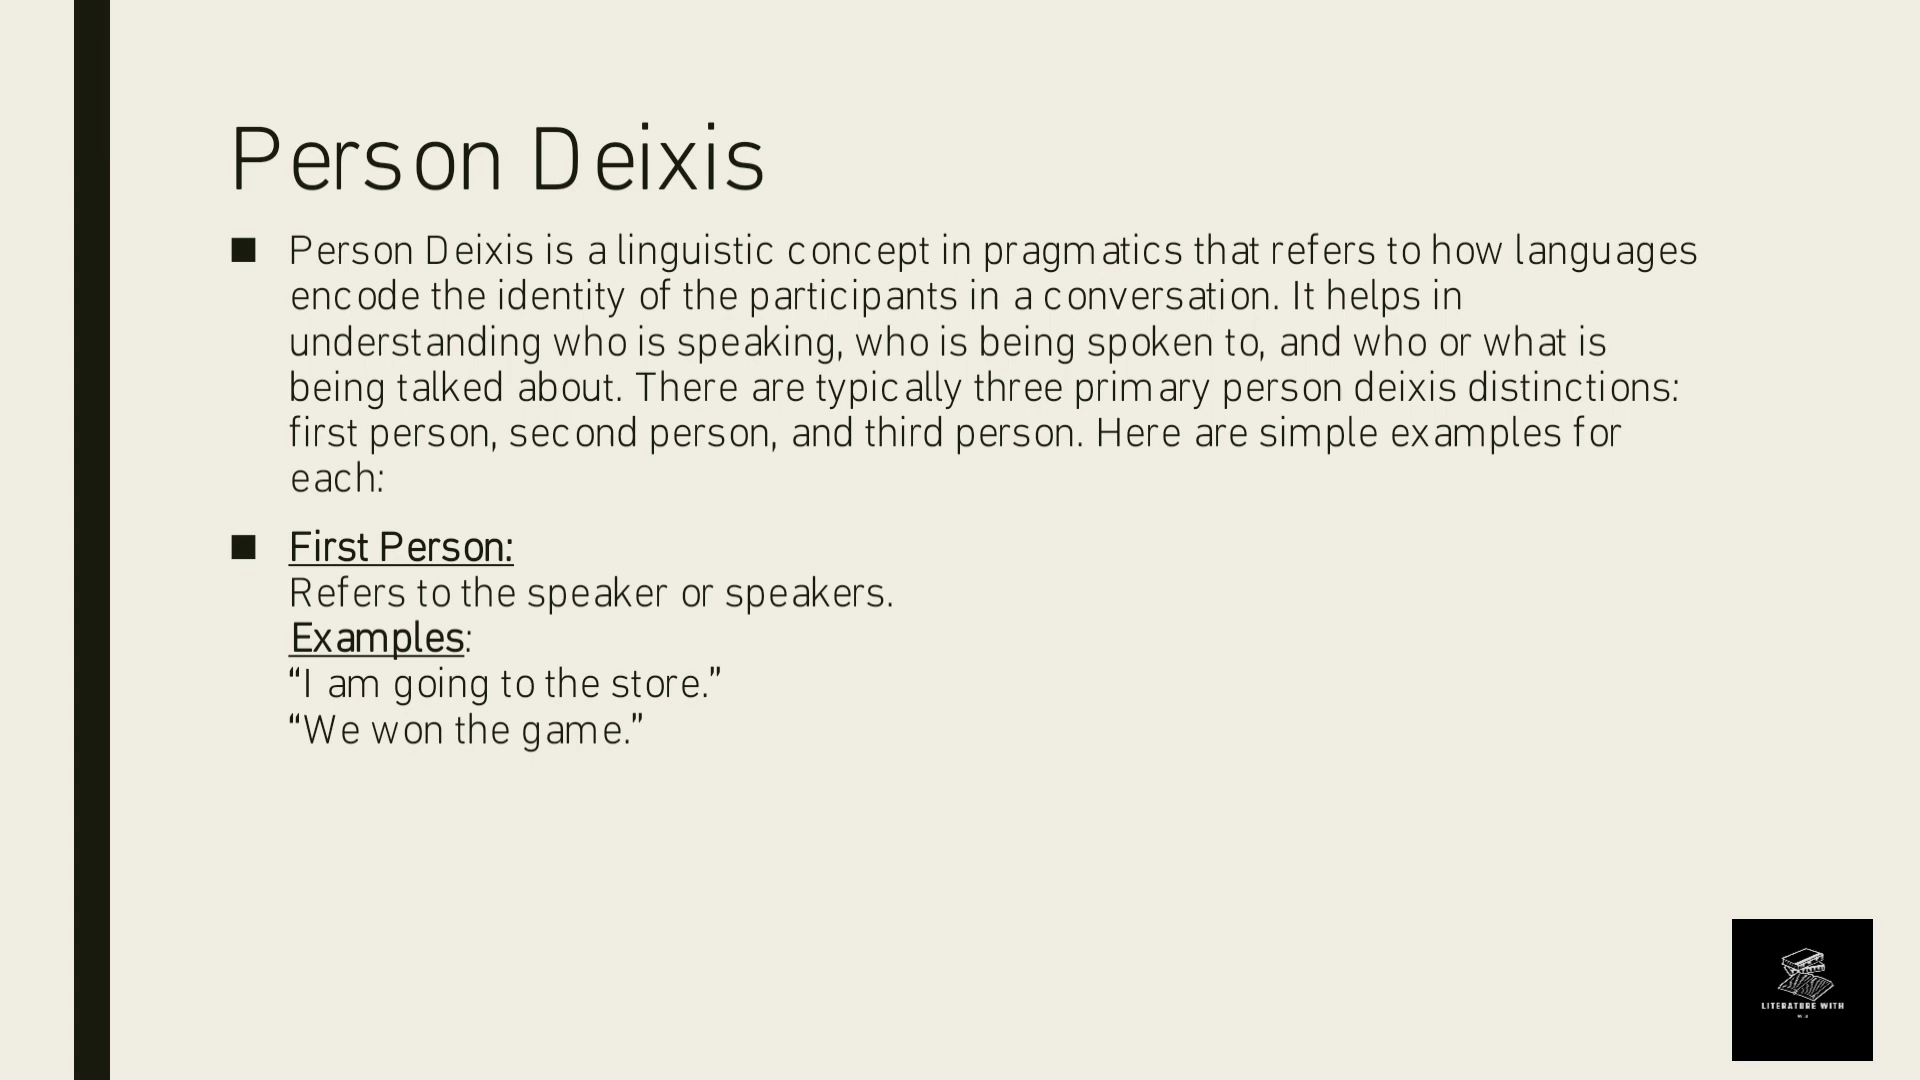 Person Deixis
■ Person Deixis is a linguistic concept in pragmatics that refers to how languages
encode the identity of the participants in a conversation. It helps in
understanding who is speaking, who is being spoken to, and who or what is
being talked about. There are typically three primary person deixis distinctions:
first person, second person, and third person. Here are simple examples for
each:
■ First Person:
Refers to the speaker or speakers.
Examples:
“I am going to the store.”
“We won the game.”
LITERATURE WITH